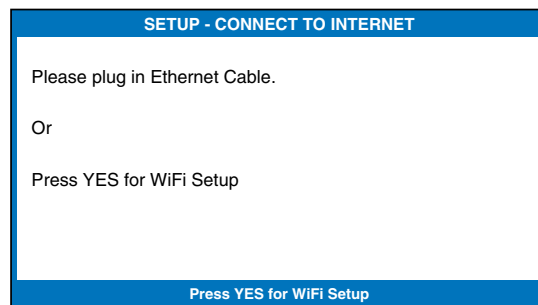 SETUP - CONNECT TO INTERNET
Please plug in Ethernet Cable.
Or
Press YES for WiFi Setup
Press YES for WiFi Setup